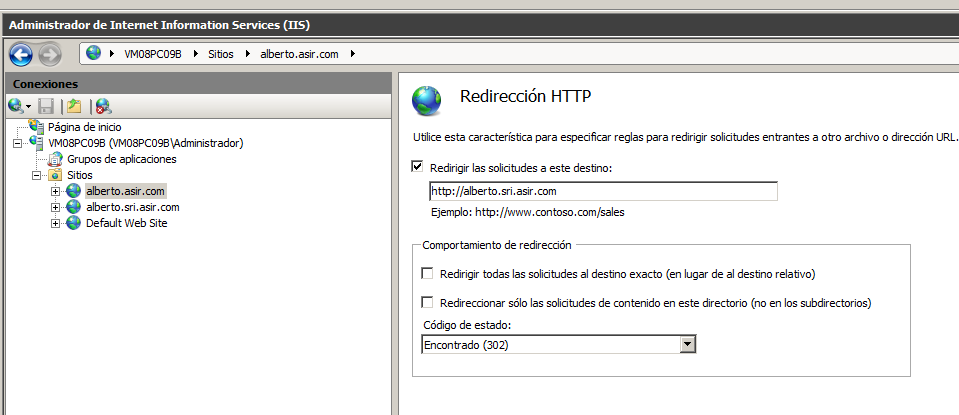 Administrador de Internet Information Services (IIS)
VM08PC09B Sitios alberto.asir.com
Conexiones
Página de inicio
VM08PC09B (VM08PC09B\Administrador)
Grupos de aplicaciones
Sitios
alberto.asir.com
alberto.sri.asir.com
Default Web Site
Redirección HTTP
Utilice esta característica para especificar reglas para redirigir solicitudes entrantes a otro archivo o dirección URL.
Redirigir las solicitudes a este destino:
http://alberto.sri.asir.com
Ejemplo: http://www.contoso.com/sales
Comportamiento de redirección
Redirigir todas las solicitudes al destino exacto (en lugar de al destino relativo)
Redireccionar sólo las solicitudes de contenido en este directorio (no en los subdirectorios)
Código de estado:
Encontrado (302)